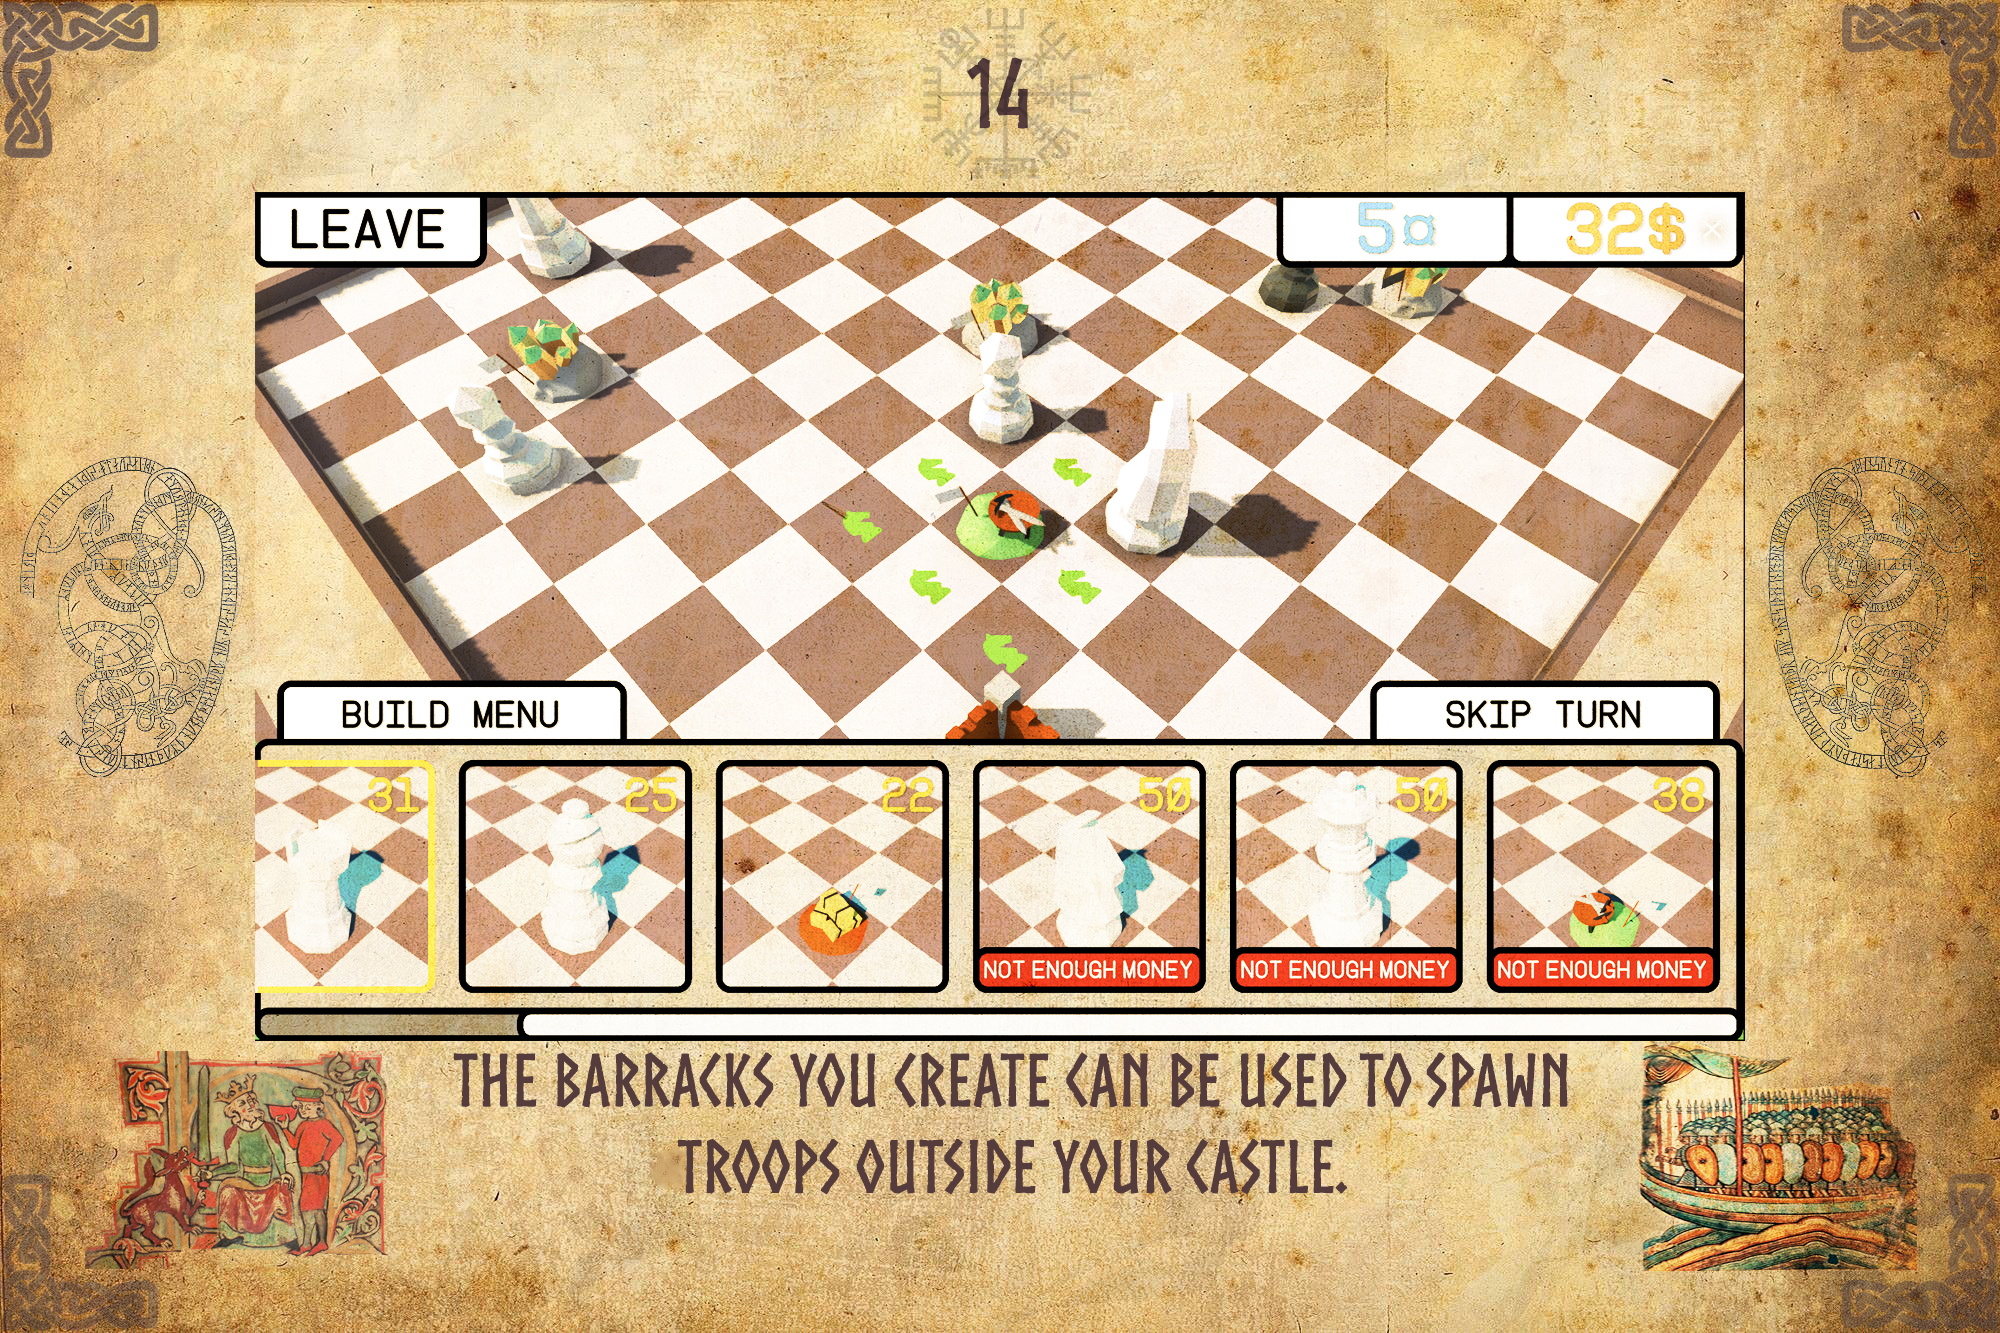 14
LEAVE
5¤
32$
BUILD MENU
SKIP TURN
31
25
22
50
50
38
NOT ENOUGH MONEY
NOT ENOUGH MONEY
NOT ENOUGH MONEY
THE BARRACKS YOU CREATE CAN BE USED TO SPAWN
TROOPS OUTSIDE YOUR CASTLE.